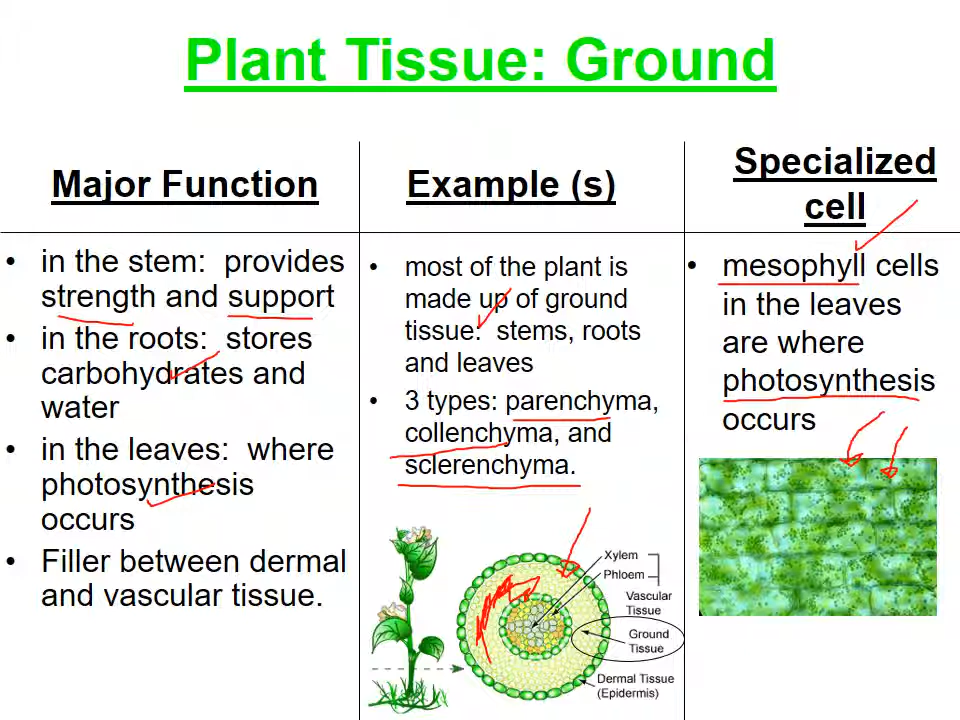 Plant Tissue: Ground
Major Function
• in the stem: provides
strength and support
• in the roots: stores
carbohydrates and
water
• in the leaves: where
photosynthesis
occurs
• Filler between dermal
and vascular tissue.
Example (s)
• most of the plant is
made up of ground
tissue: stems, roots
and leaves
• 3 types: parenchyma,
collenchyma, and
sclerenchyma.
Xylem
Phloem
Vascular
Tissue
Ground
Tissue
Dermal Tissue
(Epidermis)
Specialized
cell
• mesophyll cells
in the leaves
are where
photosynthesis
occurs